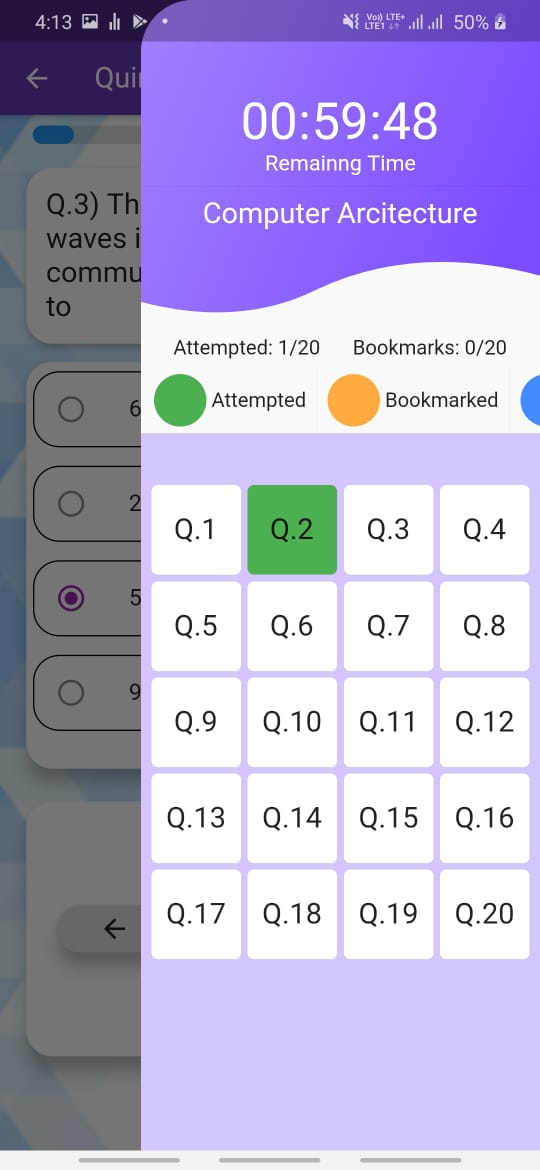 4:13 Vo)) LTE+ LTE1 50%
Qui
00:59:48
Remainng Time
Computer Arcitecture
Q.3) Th
waves i
commu
to
6
2
5
9
Attempted: 1/20 Bookmarks: 0/20
Attempted Bookmarked
Q.1 Q.2 Q.3 Q.4
Q.5 Q.6 Q.7 Q.8
Q.9 Q.10 Q.11 Q.12
Q.13 Q.14 Q.15 Q.16
Q.17 Q.18 Q.19 Q.20